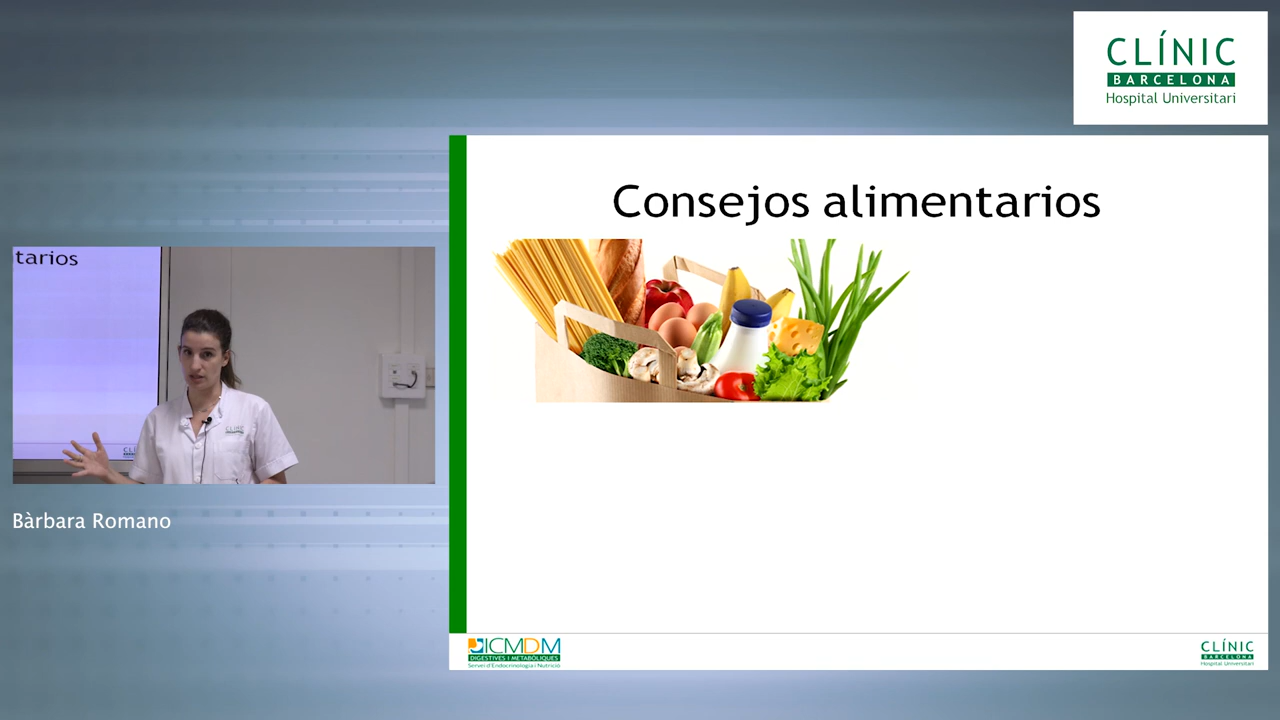 CLÍNIC
BARCELONA
Hospital Universitari
Consejos alimentarios
tarios
CLÍNIC
Bàrbara Romano
ICMDM
DIGESTIVES I METABÒLIQUES
Servei d'Endocrinologia i Nutrició
CLÍNIC
BARCELONA
Hospital Universitari